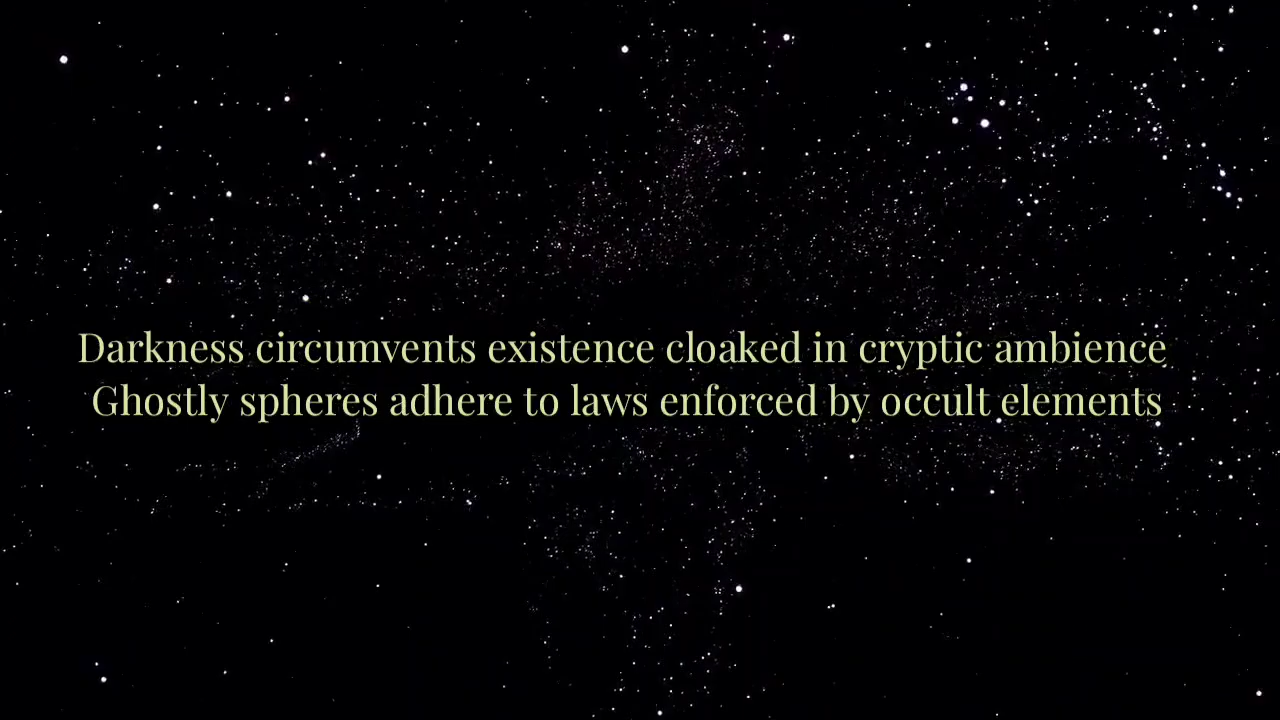 Darkness circumvents existence cloaked in cryptic ambience
Ghostly spheres adhere to laws enforced by occult elements